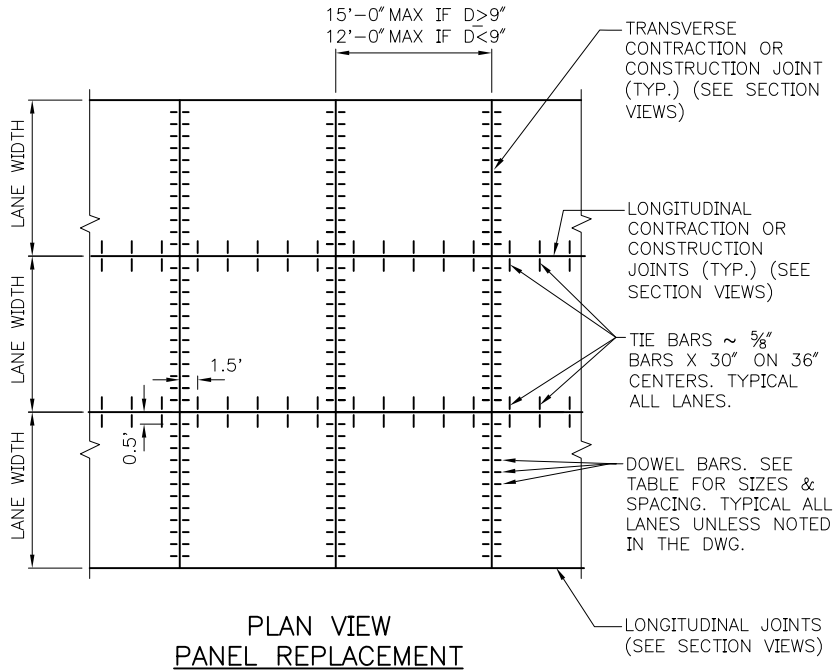 15'-0" MAX IF D≥9"
12'-0" MAX IF D<9"
TRANSVERSE
CONTRACTION OR
CONSTRUCTION JOINT
(TYP.) (SEE SECTION
VIEWS)
LANE WIDTH
LONGITUDINAL
CONTRACTION OR
CONSTRUCTION
JOINTS (TYP.) (SEE
SECTION VIEWS)
LANE WIDTH
TIE BARS ~ ⅝"
BARS X 30" ON 36"
CENTERS. TYPICAL
ALL LANES.
1.5'
0.5'
LANE WIDTH
DOWEL BARS. SEE
TABLE FOR SIZES &
SPACING. TYPICAL ALL
LANES UNLESS NOTED
IN THE DWG.
LONGITUDINAL JOINTS
(SEE SECTION VIEWS)
PLAN VIEW
PANEL REPLACEMENT